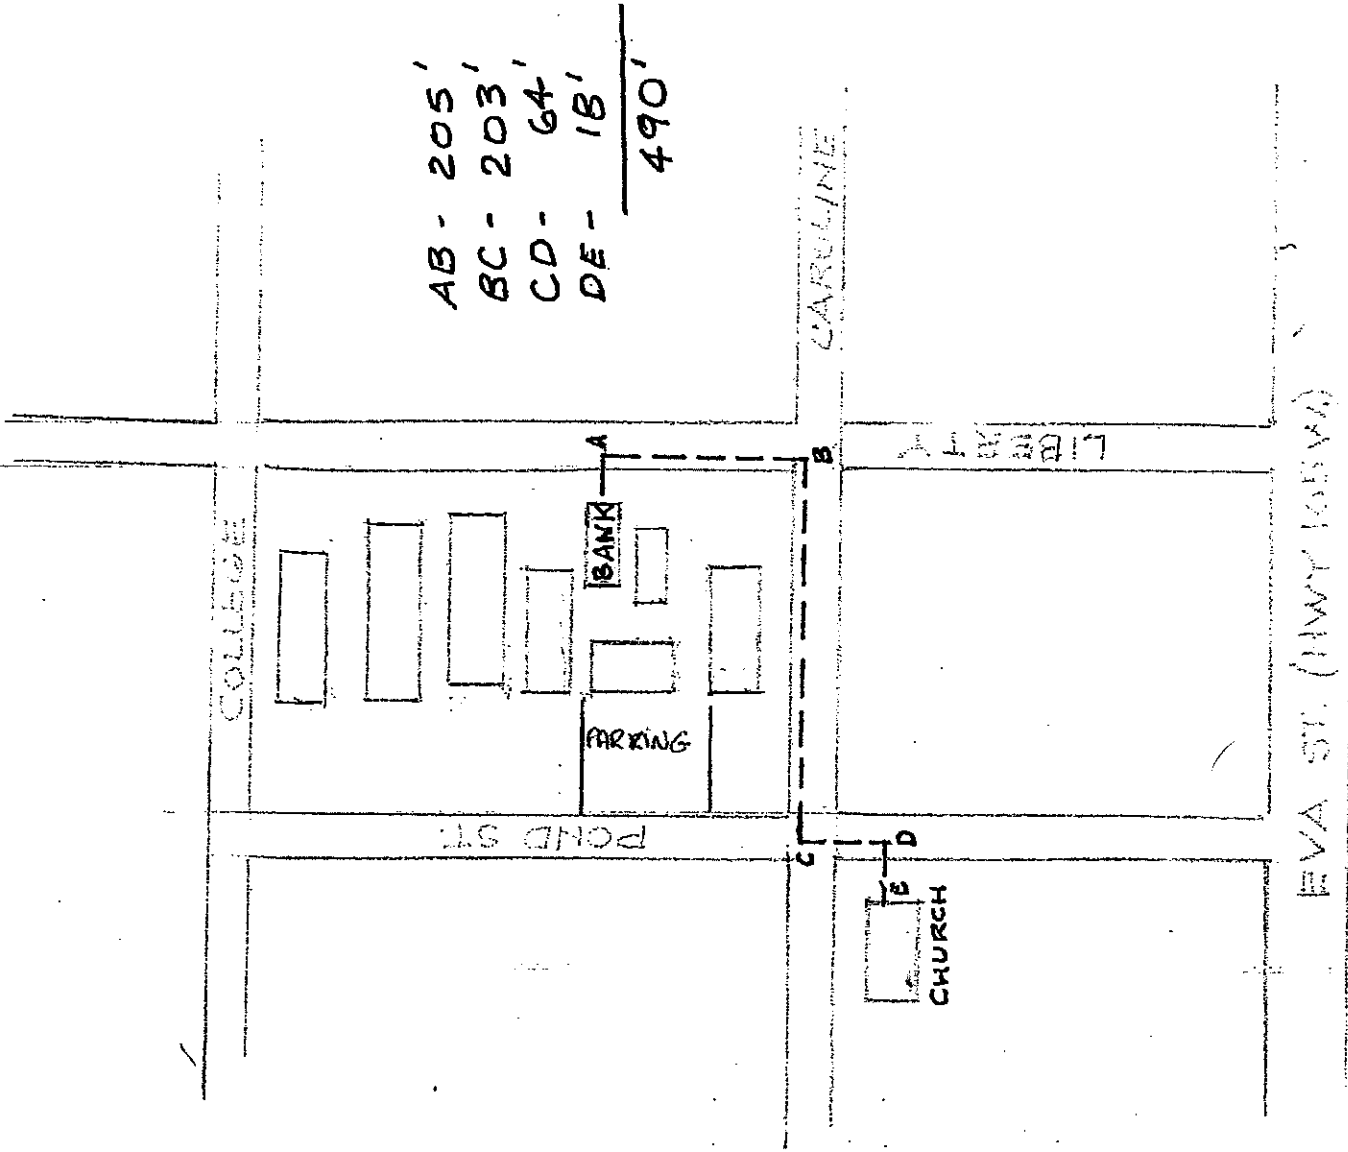 AB - 205'
BC - 203'
CD - 64'
DE - 18'
490'
COLLEGE
CAROLINE
LIBERTY
A
B
BANK
PARKING
POND ST.
C
D
E
CHURCH
EVA ST. (HWY 105W)